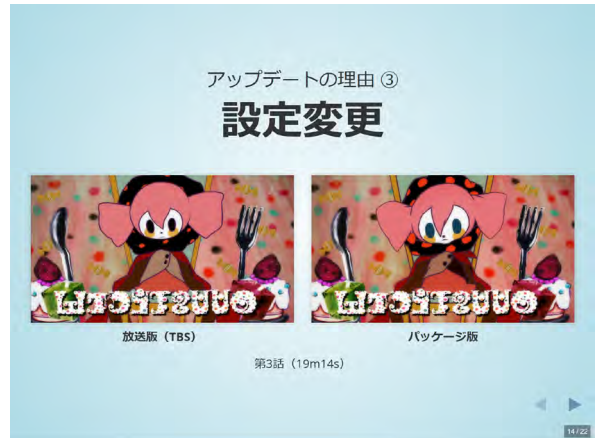 アップデートの理由 ③
設定変更
放送版（TBS）
パッケージ版
第3話（19m14s）
14 / 22